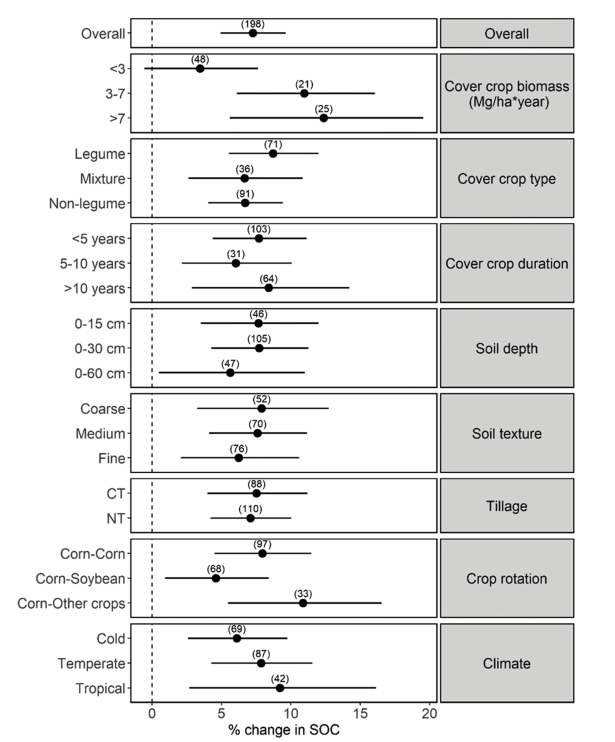 (198)
Overall
Overall
(48)
<3
(21)
3-7
(25)
>7
Cover crop biomass
(Mg/ha*year)
(71)
Legume
(36)
Mixture
(91)
Non-legume
Cover crop type
(103)
<5 years
(31)
5-10 years
(64)
>10 years
Cover crop duration
(46)
0-15 cm
(105)
0-30 cm
(47)
0-60 cm
Soil depth
(52)
Coarse
(70)
Medium
(76)
Fine
Soil texture
(88)
CT
(110)
NT
Tillage
(97)
Corn-Corn
(68)
Corn-Soybean
(33)
Corn-Other crops
Crop rotation
(69)
Cold
(87)
Temperate
(42)
Tropical
Climate
0 5 10 15 20
% change in SOC